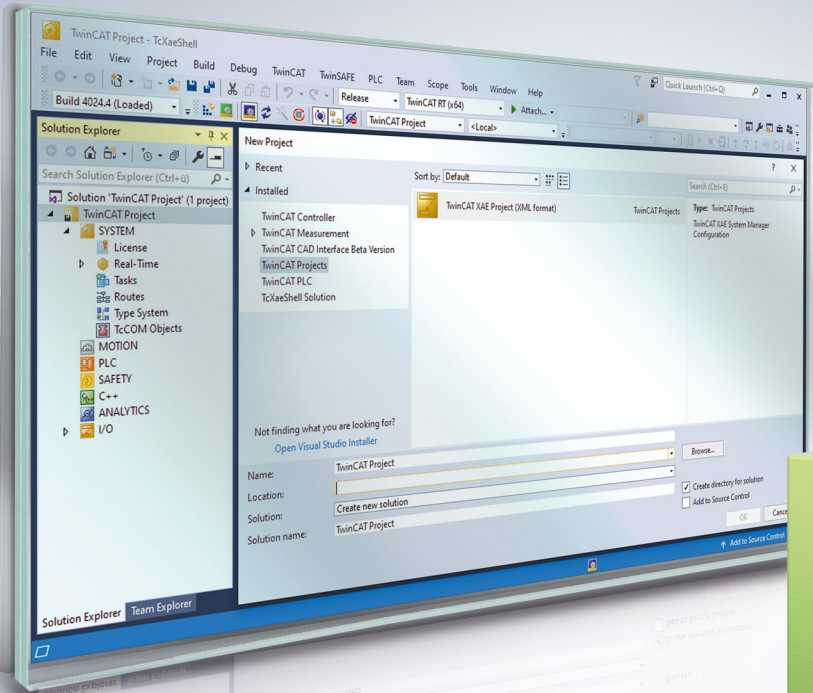 TwinCAT Project - TcXaeShell
File Edit View Project Build Debug TwinCAT TwinSAFE PLC Team Scope Tools Window Help
Quick Launch (Ctrl+Q)
Release TwinCAT RT (x64) Attach...
Build 4024.4 (Loaded) TwinCAT Project <Local>
Solution Explorer
Search Solution Explorer (Ctrl+ü)
Solution 'TwinCAT Project' (1 project)
TwinCAT Project
SYSTEM
License
Real-Time
Tasks
Routes
Type System
TcCOM Objects
MOTION
PLC
SAFETY
C++
ANALYTICS
I/O
Solution Explorer Team Explorer
New Project
? X
Recent
Installed
TwinCAT Controller
TwinCAT Measurement
TwinCAT CAD Interface Beta Version
TwinCAT Projects
TwinCAT PLC
TcXaeShell Solution
Not finding what you are looking for?
Open Visual Studio Installer
Sort by: Default
TwinCAT XAE Project (XML format) TwinCAT Projects
Search (Ctrl+E)
Type: TwinCAT Projects
TwinCAT XAE System Manager
Configuration
Name: TwinCAT Project
Location:
Browse...
Solution: Create new solution
Solution name: TwinCAT Project
Create directory for solution
Add to Source Control
OK Cance
Add to Source Control